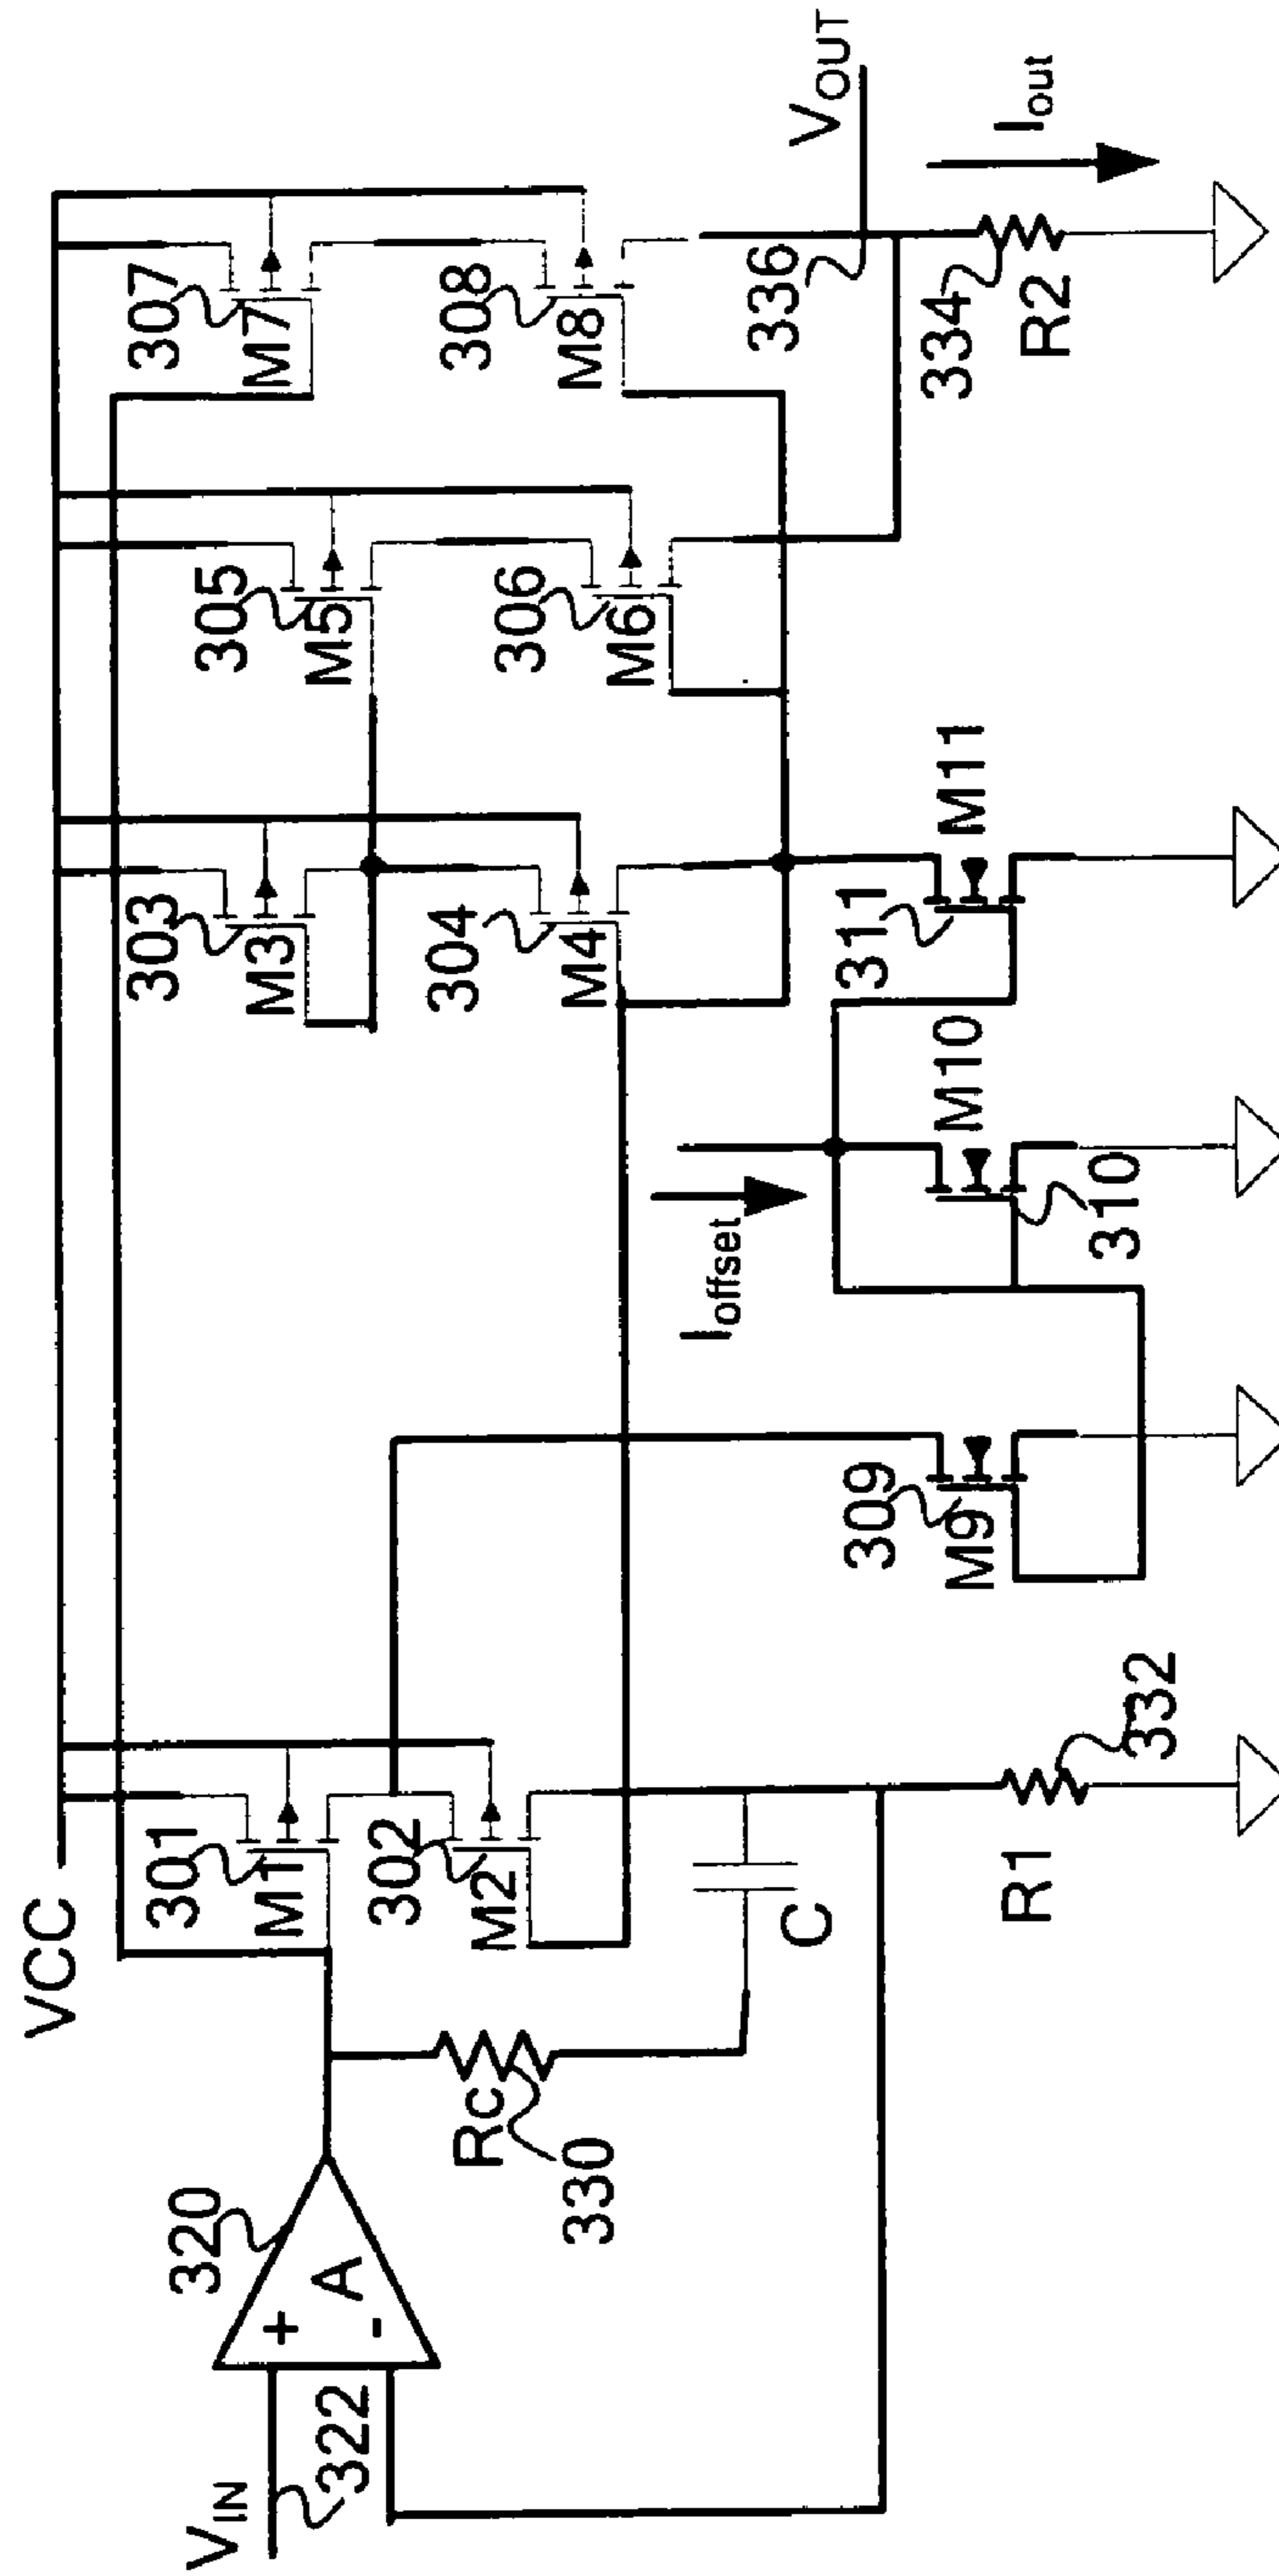 VCC
301
M1
302
M2
303
M3
304
M4
305
M5
306
M6
307
M7
308
M8
VIN
322
320
+
A
-
Rc
330
C
R1
332
309
M9
Ioffset
310
M10
311
M11
336
VOUT
334
R2
Iout